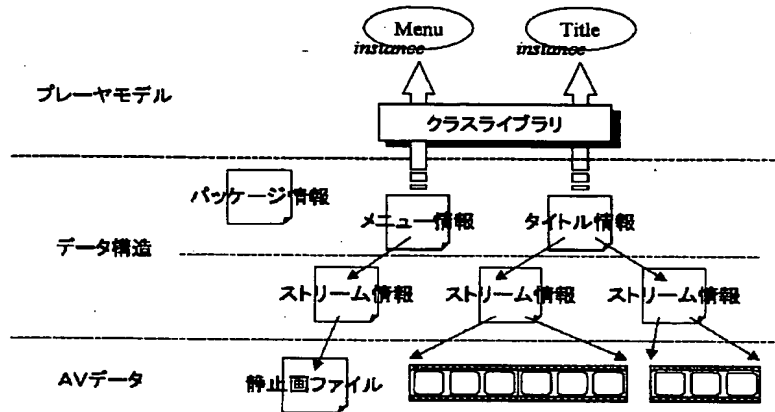 Menu
instance
Title
instance
プレーヤモデル
クラスライブラリ
パッケージ情報
メニュー情報
タイトル情報
データ構造
ストリーム情報
ストリーム情報
ストリーム情報
AVデータ
静止画ファイル